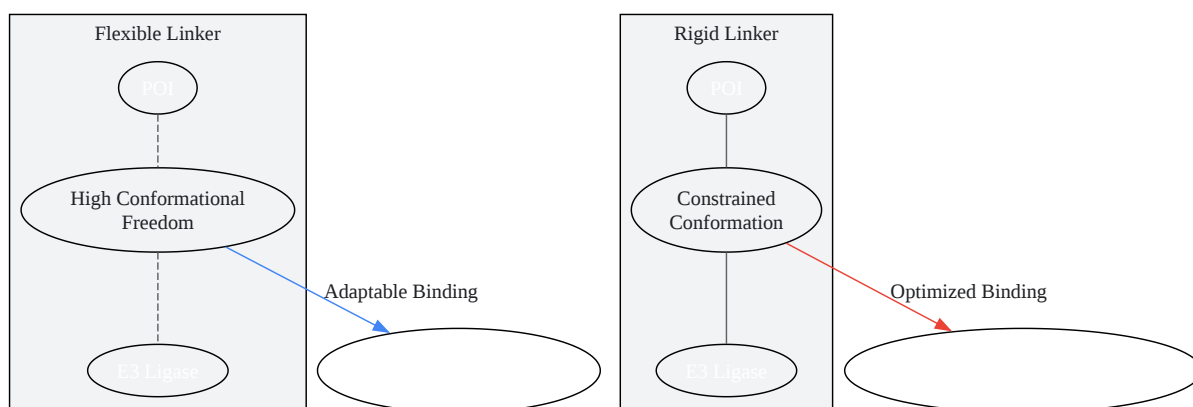 Flexible Linker
POI
High Conformational
Freedom
Adaptable Binding
E3 Ligase
Rigid Linker
POI
Constrained
Conformation
Optimized Binding
E3 Ligase